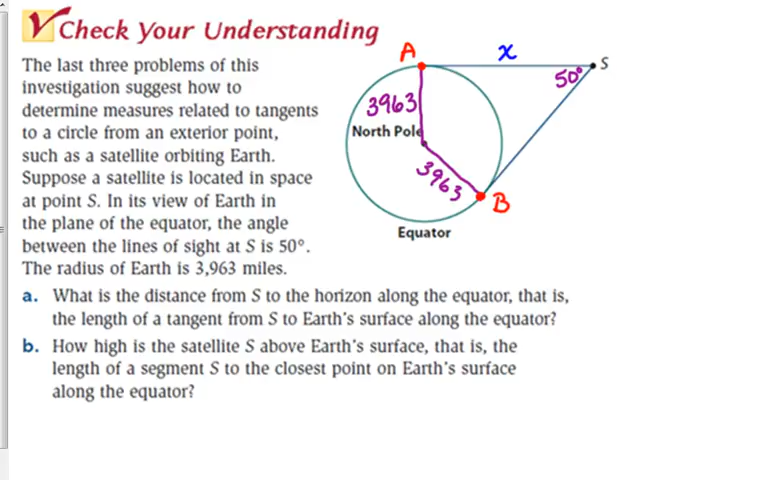 Check Your Understanding
The last three problems of this
investigation suggest how to
determine measures related to tangents
to a circle from an exterior point,
such as a satellite orbiting Earth.
Suppose a satellite is located in space
at point S. In its view of Earth in
the plane of the equator, the angle
between the lines of sight at S is 50°.
The radius of Earth is 3,963 miles.
A
x
S
50°
3963
North Pole
3963
B
Equator
a. What is the distance from S to the horizon along the equator, that is,
the length of a tangent from S to Earth's surface along the equator?
b. How high is the satellite S above Earth's surface, that is, the
length of a segment S to the closest point on Earth's surface
along the equator?